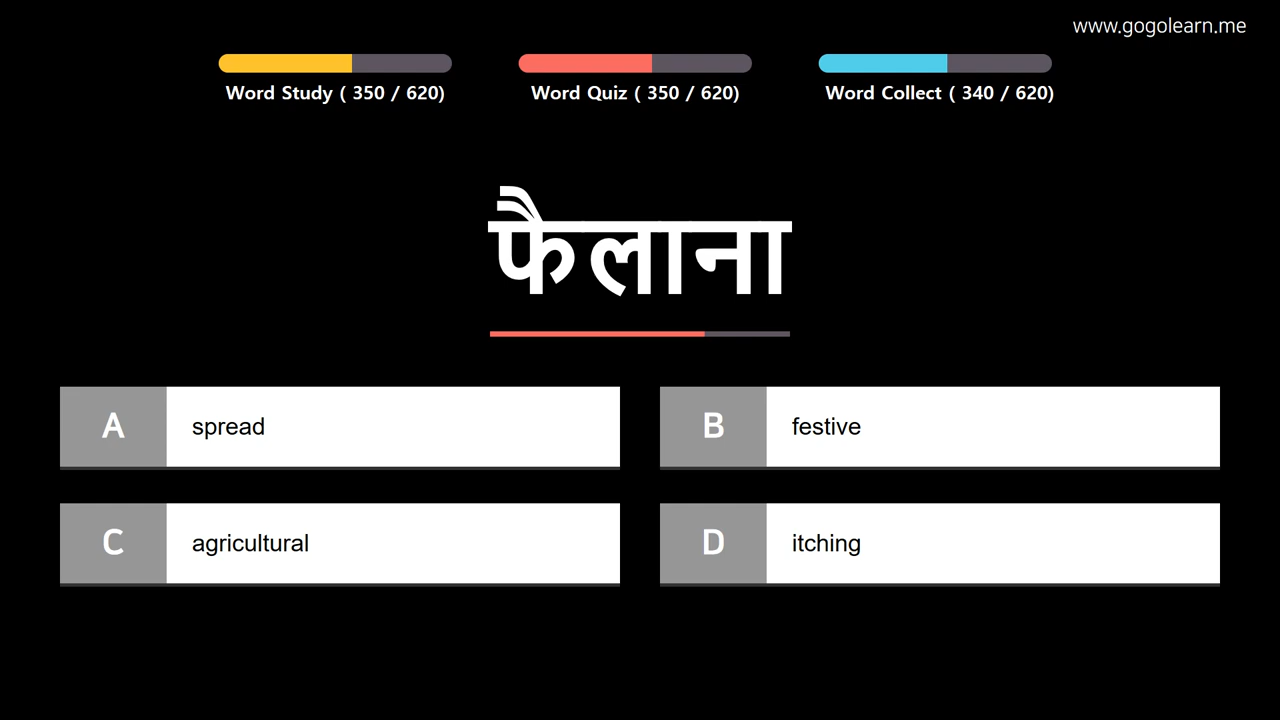 www.gogolearn.me
Word Study ( 350 / 620)
Word Quiz ( 350 / 620)
Word Collect ( 340 / 620)
फैलाना
A spread
B festive
C agricultural
D itching